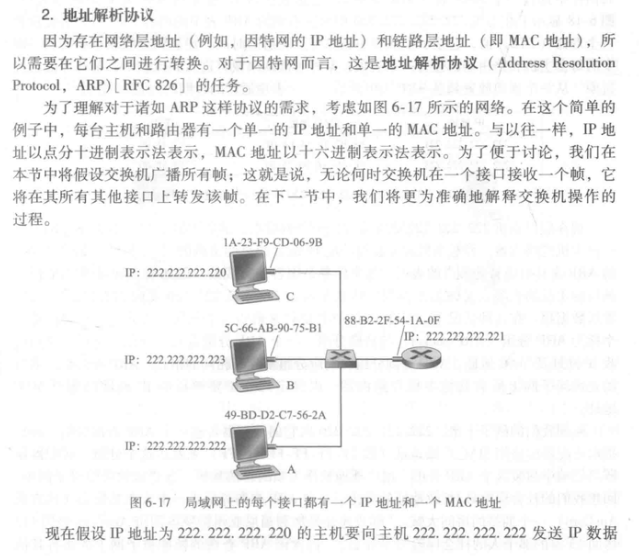 2. 地址解析协议
因为存在网络层地址（例如，因特网的 IP 地址）和链路层地址（即 MAC 地址），所
以需要在它们之间进行转换。对于因特网而言，这是地址解析协议（Address Resolution
Protocol，ARP）[RFC 826] 的任务。
为了理解对于诸如 ARP 这样协议的需求，考虑如图 6-17 所示的网络。在这个简单的
例子中，每台主机和路由器有一个单一的 IP 地址和单一的 MAC 地址。与以往一样，IP 地
址以点分十进制表示法表示，MAC 地址以十六进制表示法表示。为了便于讨论，我们在
本节中将假设交换机广播所有帧；这就是说，无论何时交换机在一个接口接收一个帧，它
将在其所有其他接口上转发该帧。在下一节中，我们将更为准确地解释交换机操作的
过程。
1A-23-F9-CD-06-9B
IP：222.222.222.220
C
5C-66-AB-90-75-B1
88-B2-2F-54-1A-0F
IP：222.222.222.221
IP：222.222.222.223
B
49-BD-D2-C7-56-2A
IP：222.222.222.222
A
图 6-17 局域网上的每个接口都有一个 IP 地址和一个 MAC 地址
现在假设 IP 地址为 222.222.222.220 的主机要向主机 222.222.222.222 发送 IP 数据